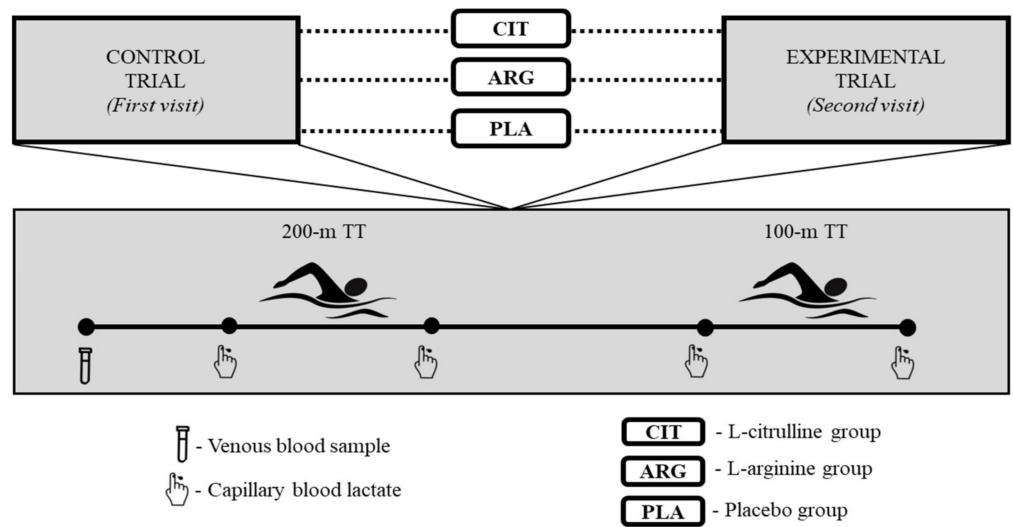 CONTROL
TRIAL
(First visit)
CIT
ARG
PLA
EXPERIMENTAL
TRIAL
(Second visit)
200-m TT
100-m TT
- Venous blood sample
- Capillary blood lactate
CIT - L-citrulline group
ARG - L-arginine group
PLA - Placebo group